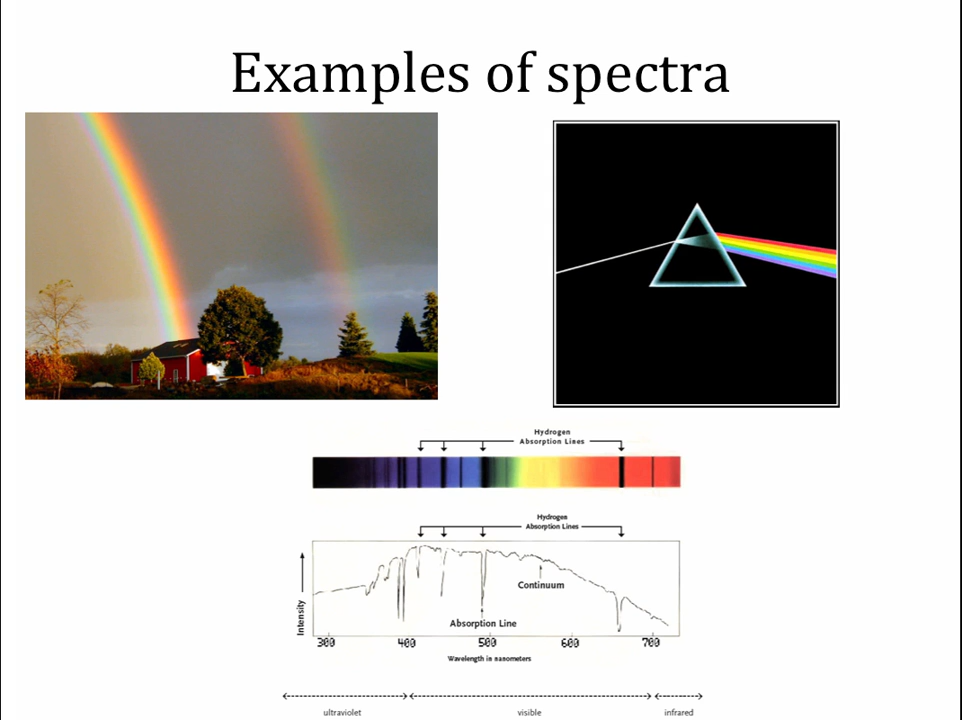 Examples of spectra
Hydrogen
Absorption Lines
Hydrogen
Absorption Lines
Continuum
Absorption Line
Intensity
300 400 500 600 700
Wavelength in nanometers
ultraviolet visible infrared